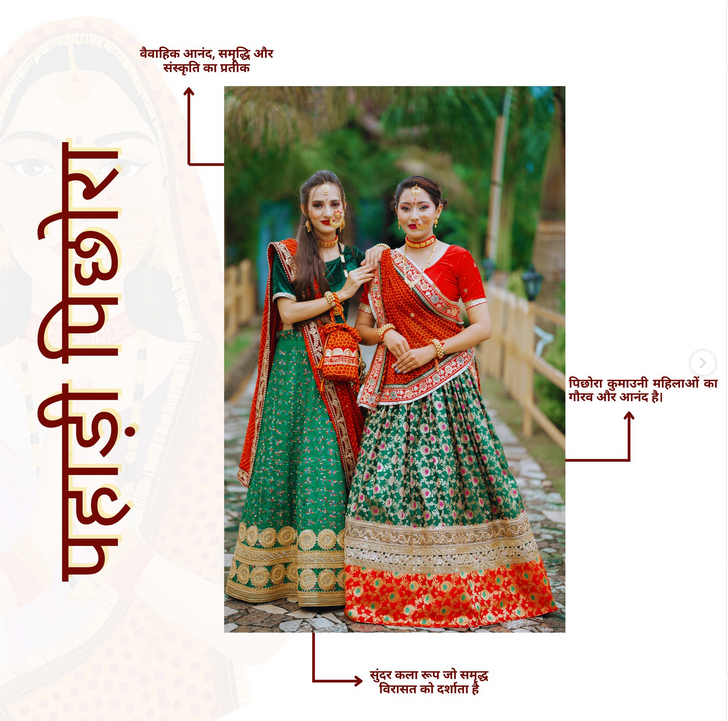 वैवाहिक आनंद, समृद्धि और
संस्कृति का प्रतीक
पहाड़ी पिछोरा
पिछोरा कुमाउनी महिलाओं का
गौरव और आनंद है।
सुंदर कला रूप जो समृद्ध
विरासत को दर्शाता है